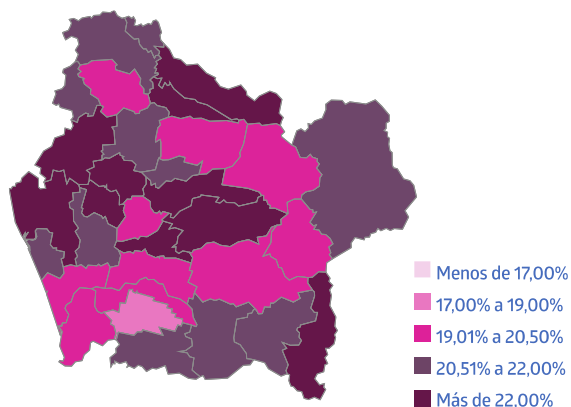 Menos de 17,00%
17,00% a 19,00%
19,01% a 20,50%
20,51% a 22,00%
Más de 22,00%